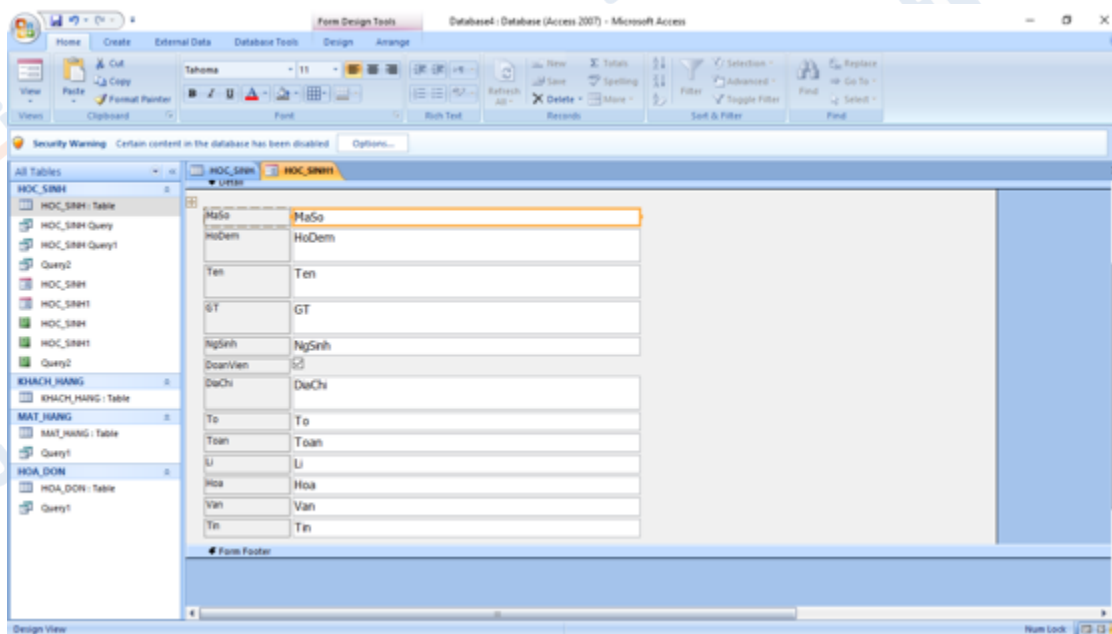 Form Design Tools
Database4 : Database (Access 2007) - Microsoft Access
Home Create External Data Database Tools Design Arrange
View
Paste
Cut
Copy
Format Painter
Tahoma 11
B I U
Refresh All
New
Save
Delete
Totals
Spelling
More
Filter
Selection
Advanced
Toggle Filter
Find
Replace
Go To
Select
Views Clipboard Font Rich Text Records Sort & Filter Find
Security Warning Certain content in the database has been disabled Options...
All Tables
HOC_SINH
HOC_SINH : Table
HOC_SINH Query
HOC_SINH Query1
Query2
HOC_SINH
HOC_SINH1
HOC_SINH
HOC_SINH1
Query2
KHACH_HANG
KHACH_HANG : Table
MAT_HANG
MAT_HANG : Table
Query1
HOA_DON
HOA_DON : Table
Query1
HOC_SINH HOC_SINH1
Detail
MaSo MaSo
HoDem HoDem
Ten Ten
GT GT
NgSinh NgSinh
DoanVien
DiaChi DiaChi
To To
Toan Toan
Li Li
Hoa Hoa
Van Van
Tin Tin
Form Footer
Design View
Num Lock